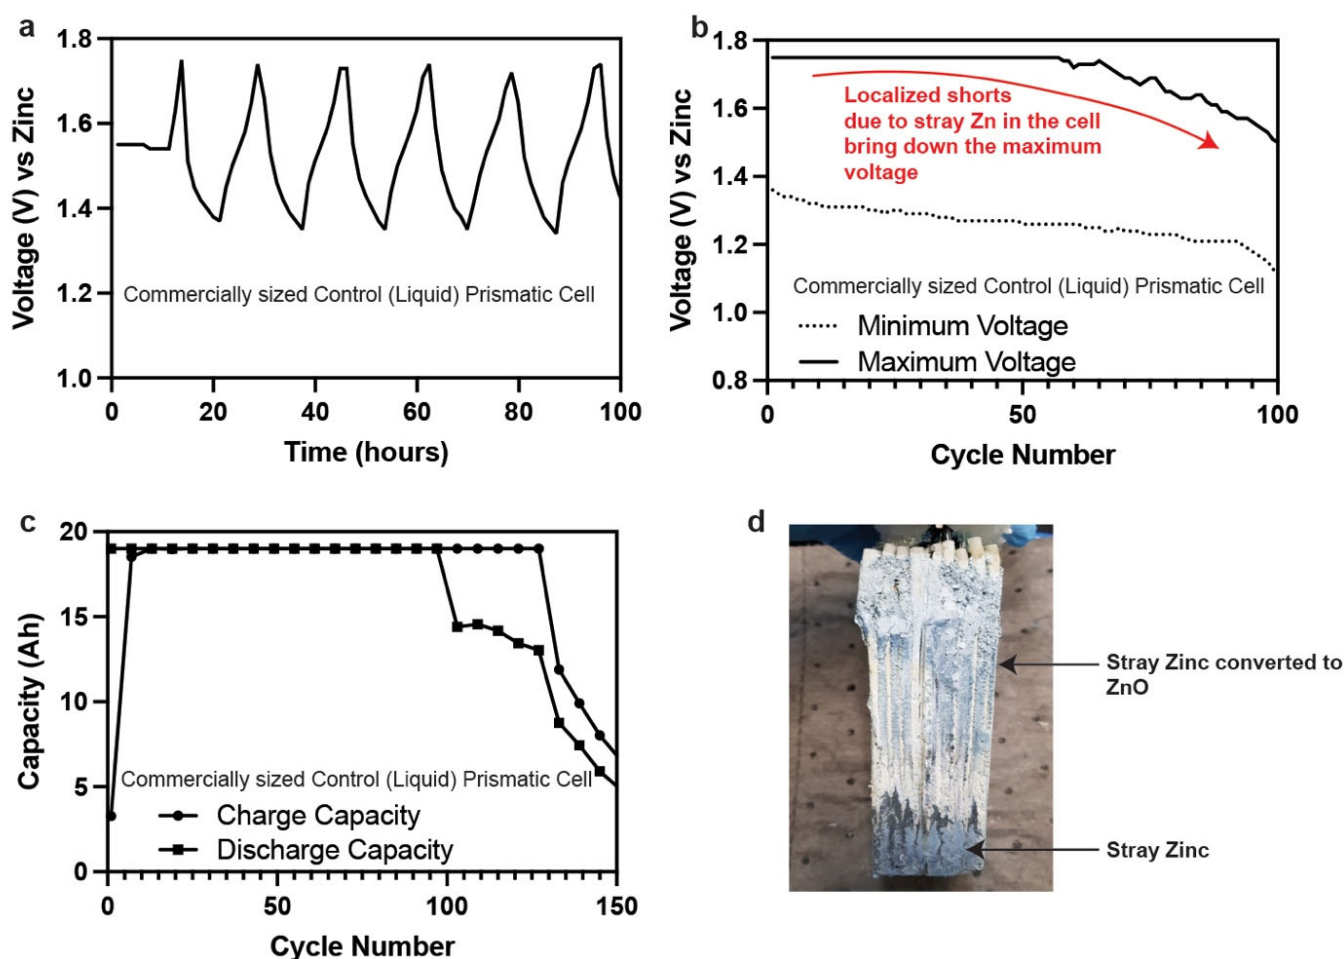 a
1.8
1.6
1.4
1.2
1.0
0
20
40
60
80
100
Voltage (V) vs Zinc
Time (hours)
Commercially sized Control (Liquid) Prismatic Cell
b
1.8
1.6
1.4
1.2
1.0
0.8
0
50
100
Voltage (V) vs Zinc
Cycle Number
Localized shorts
due to stray Zn in the cell
bring down the maximum
voltage
Commercially sized Control (Liquid) Prismatic Cell
Minimum Voltage
Maximum Voltage
c
20
15
10
5
0
0
50
100
150
Capacity (Ah)
Cycle Number
Commercially sized Control (Liquid) Prismatic Cell
Charge Capacity
Discharge Capacity
d
Stray Zinc converted to
ZnO
Stray Zinc